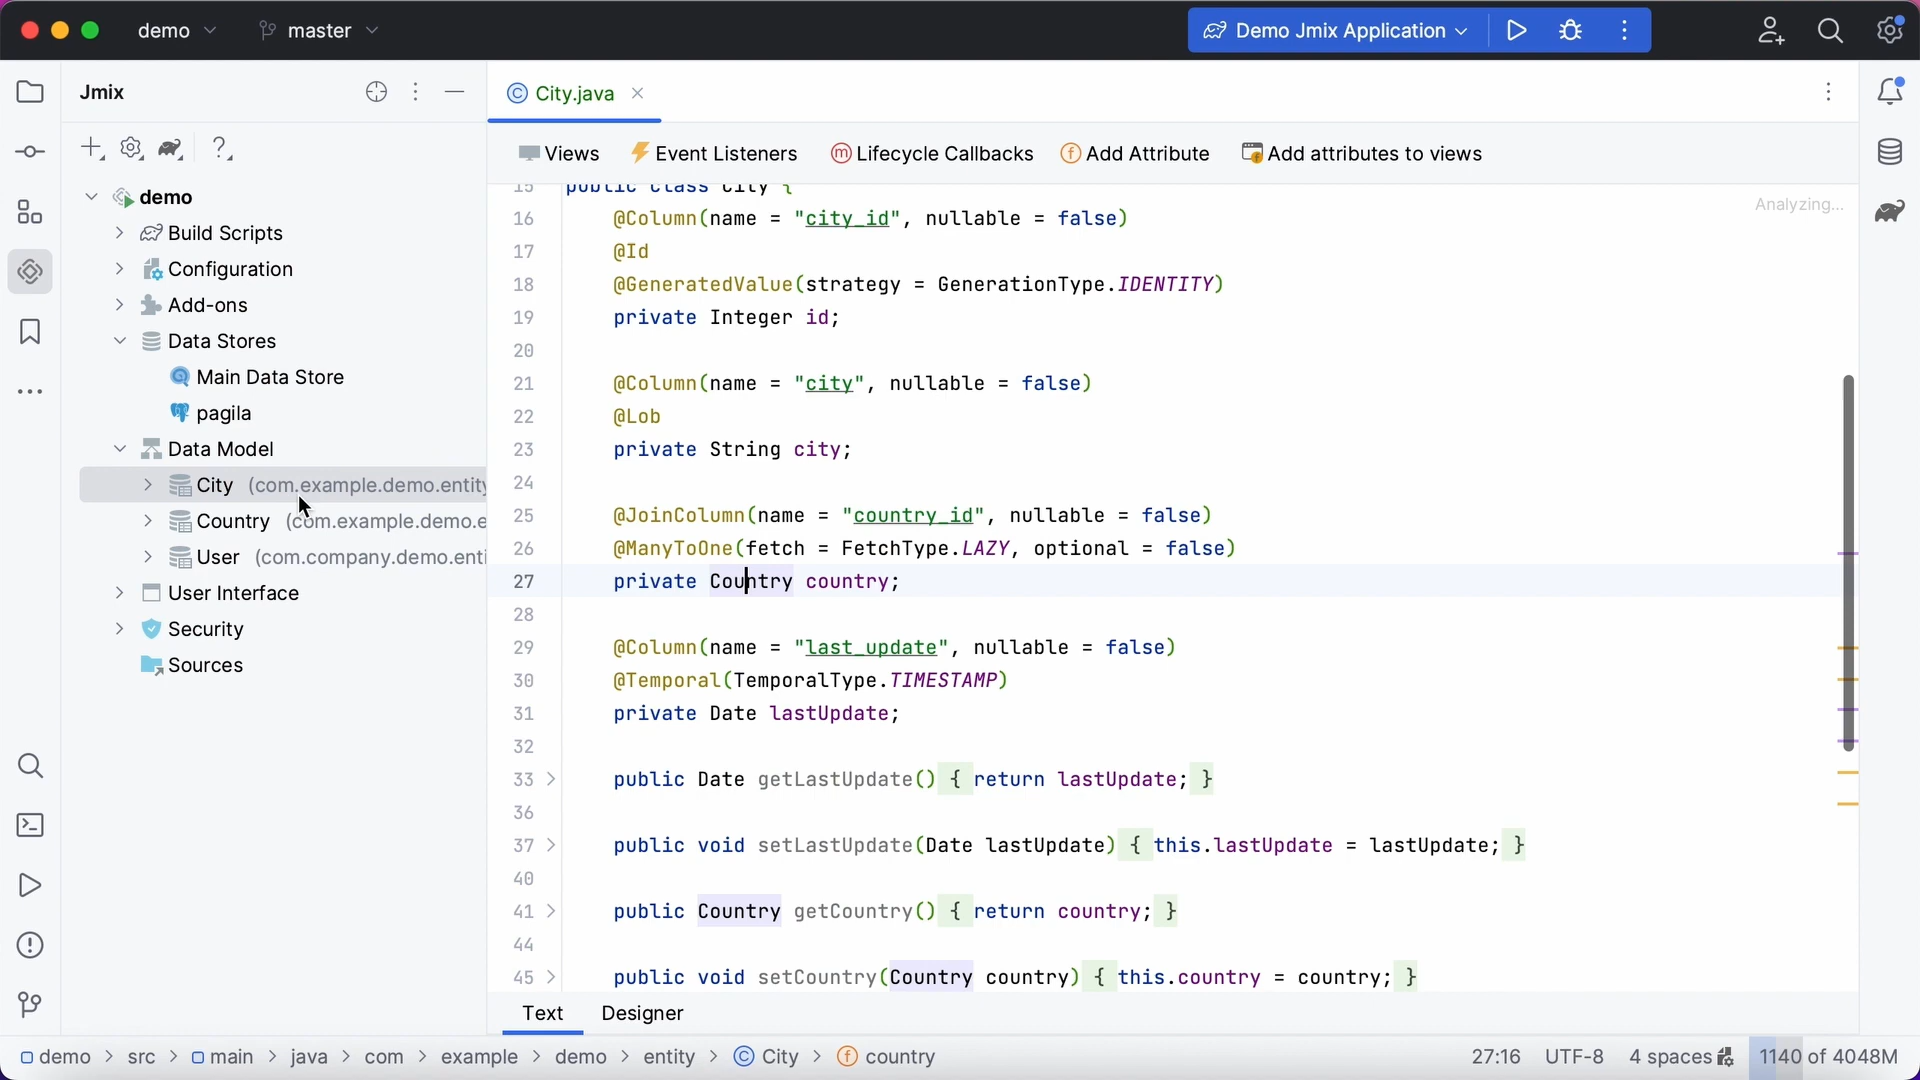 demo
master
Demo Jmix Application
Jmix
City.java
Views
Event Listeners
Lifecycle Callbacks
Add Attribute
Add attributes to views
demo
Build Scripts
Configuration
Add-ons
Data Stores
Main Data Store
pagila
Data Model
City (com.example.demo.entity
Country (com.example.demo.e
User (com.company.demo.enti
User Interface
Security
Sources
Analyzing...
15 public class City {
16 @Column(name = "city_id", nullable = false)
17 @Id
18 @GeneratedValue(strategy = GenerationType.IDENTITY)
19 private Integer id;
20
21 @Column(name = "city", nullable = false)
22 @Lob
23 private String city;
24
25 @JoinColumn(name = "country_id", nullable = false)
26 @ManyToOne(fetch = FetchType.LAZY, optional = false)
27 private Country country;
28
29 @Column(name = "last_update", nullable = false)
30 @Temporal(TemporalType.TIMESTAMP)
31 private Date lastUpdate;
32
33 public Date getLastUpdate() { return lastUpdate; }
36
37 public void setLastUpdate(Date lastUpdate) { this.lastUpdate = lastUpdate; }
40
41 public Country getCountry() { return country; }
44
45 public void setCountry(Country country) { this.country = country; }
Text
Designer
demo > src > main > java > com > example > demo > entity > City > country
27:16
UTF-8
4 spaces
1140 of 4048M